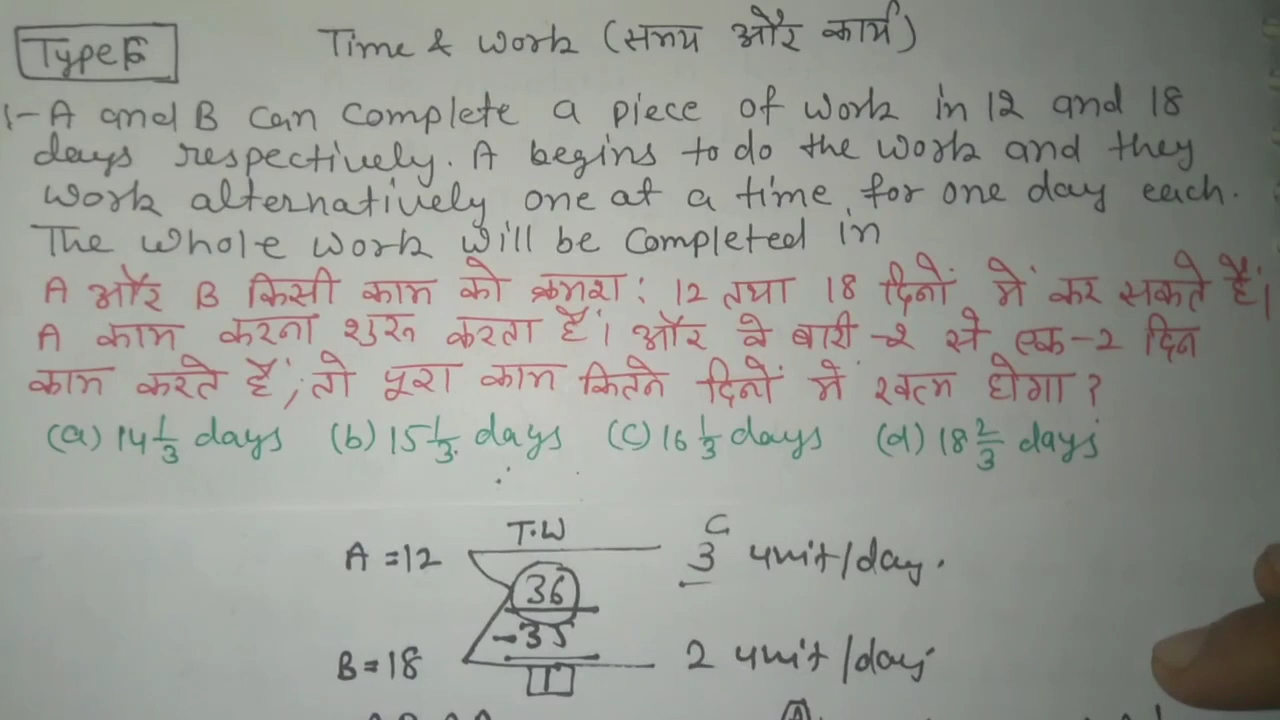 Type 6
Time & Work (समय और कार्य)
1- A and B can complete a piece of work in 12 and 18
days respectively. A begins to do the work and they
work alternatively one at a time for one day each.
The whole work will be completed in
A और B किसी काम को क्रमश: 12 तथा 18 दिनों में कर सकते हैं।
A काम करना शुरू करता हैं। और वे बारी-२ से एक-२ दिन
काम करते हैं, तो पूरा काम कितने दिनों में खत्म होगा?
(a) 14 1/3 days (b) 15 1/3 days (c) 16 1/3 days (d) 18 2/3 days
T.W
A = 12 36 3 unit/day.
-35
B = 18 1 2 unit/day